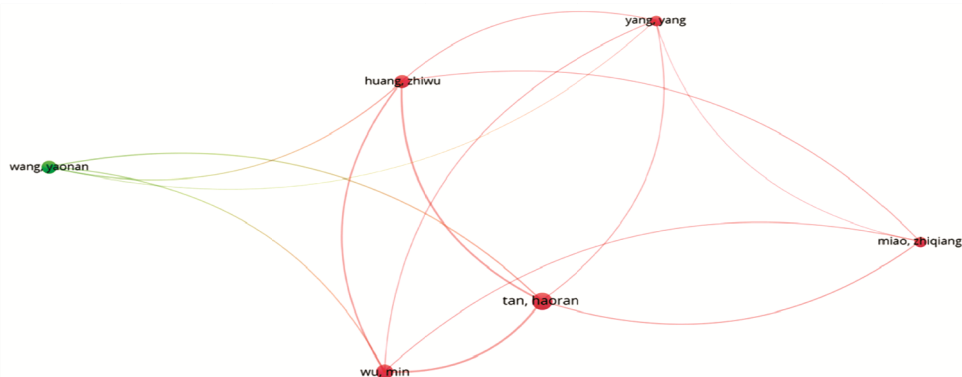 yang, yang
huang, zhiwu
wang, yaonan
miao, zhiqiang
tan, haoran
wu, min